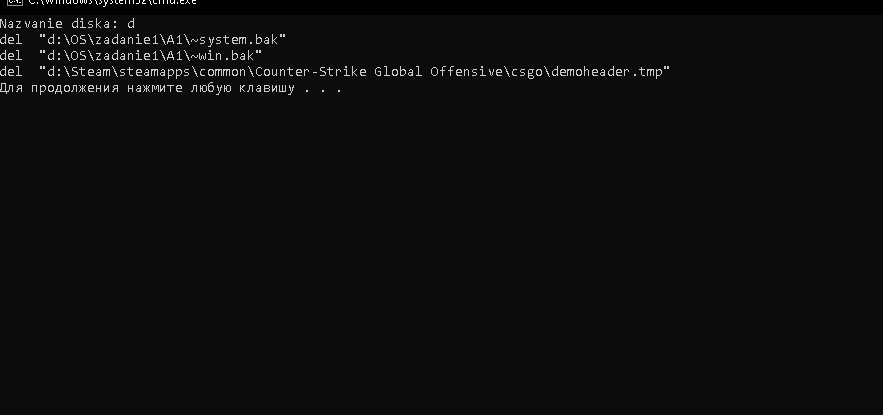 C:\Windows\system32\cmd.exe
Nazvanie diska: d
del  "d:\OS\zadanie1\A1\~system.bak"
del  "d:\OS\zadanie1\A1\~win.bak"
del  "d:\Steam\steamapps\common\Counter-Strike Global Offensive\csgo\demoheader.tmp"
Для продолжения нажмите любую клавишу . . .